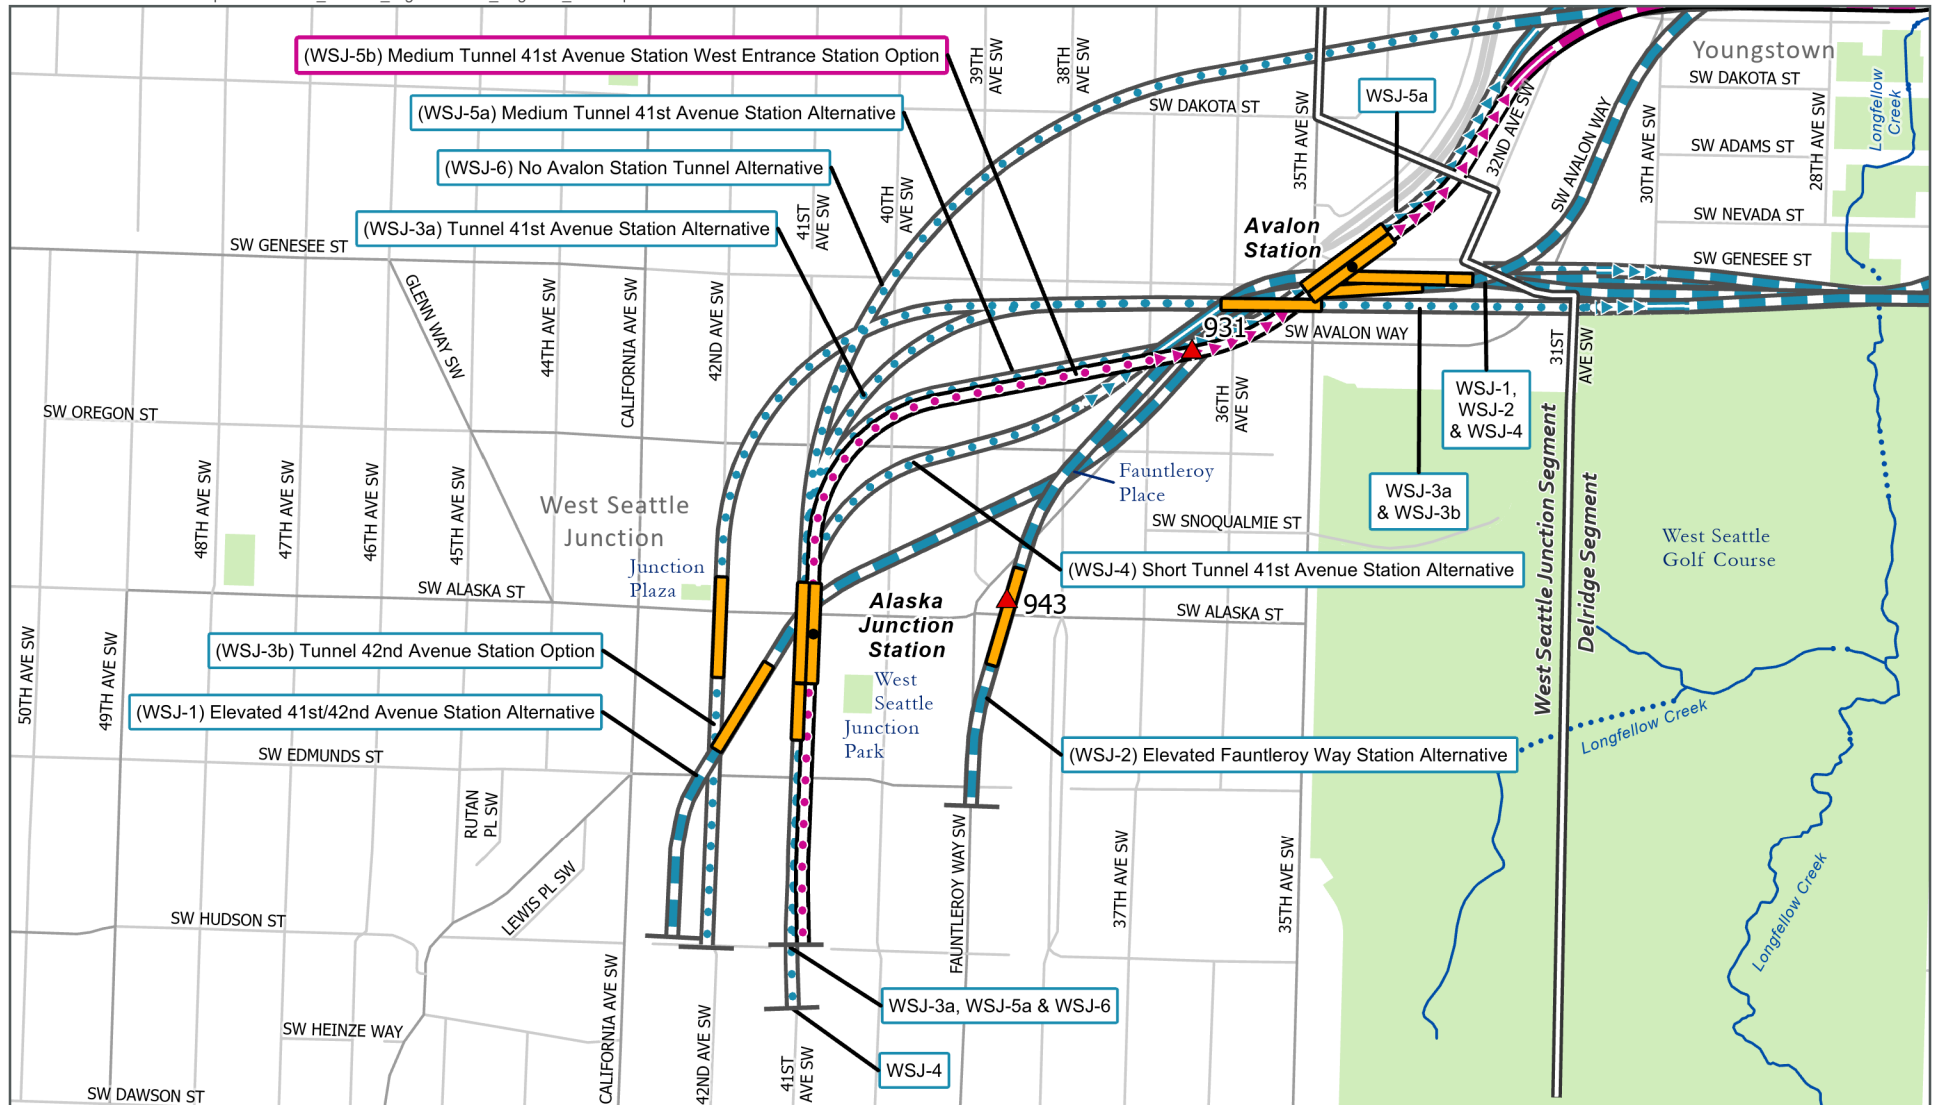 (WSJ-5b) Medium Tunnel 41st Avenue Station West Entrance Station Option
39TH
AVE SW
38TH
AVE SW
Youngstown
SW DAKOTA ST
SW DAKOTA ST
WSJ-5a
(WSJ-5a) Medium Tunnel 41st Avenue Station Alternative
35TH AVE SW
32ND AVE SW
SW AVALON WAY
30TH AVE SW
28TH AVE SW
Longfellow
Creek
SW ADAMS ST
(WSJ-6) No Avalon Station Tunnel Alternative
41ST
AVE SW
40TH
AVE SW
SW NEVADA ST
(WSJ-3a) Tunnel 41st Avenue Station Alternative
Avalon
Station
SW GENESEE ST
SW GENESEE ST
GLENN WAY SW
44TH AVE SW
CALIFORNIA AVE SW
42ND AVE SW
931
SW AVALON WAY
31ST
AVE SW
36TH
AVE SW
WSJ-1,
WSJ-2
& WSJ-4
SW OREGON ST
48TH AVE SW
47TH AVE SW
46TH AVE SW
45TH AVE SW
West Seattle
Junction
Fauntleroy
Place
WSJ-3a
& WSJ-3b
West Seattle Junction Segment
Delridge Segment
SW SNOQUALMIE ST
West Seattle
Golf Course
Junction
Plaza
(WSJ-4) Short Tunnel 41st Avenue Station Alternative
SW ALASKA ST
Alaska
Junction
Station
943
SW ALASKA ST
50TH AVE SW
49TH AVE SW
(WSJ-3b) Tunnel 42nd Avenue Station Option
West
Seattle
Junction
Park
(WSJ-1) Elevated 41st/42nd Avenue Station Alternative
Longfellow Creek
(WSJ-2) Elevated Fauntleroy Way Station Alternative
SW EDMUNDS ST
RUTAN
PL SW
LEWIS PL SW
FAUNTLEROY WAY SW
37TH AVE SW
35TH AVE SW
Longfellow Creek
SW HUDSON ST
WSJ-3a, WSJ-5a & WSJ-6
SW HEINZE WAY
CALIFORNIA AVE SW
42ND AVE SW
41ST
AVE SW
WSJ-4
SW DAWSON ST